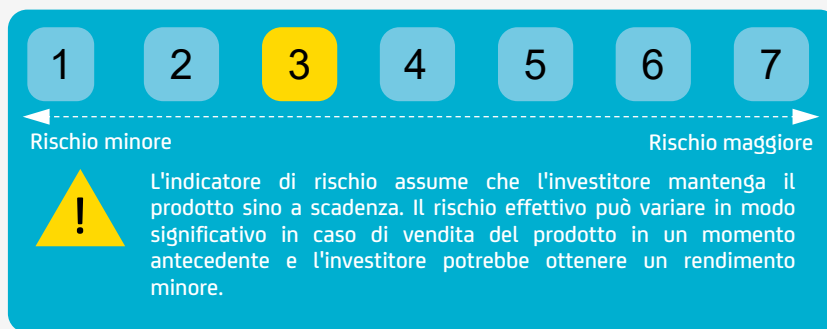 1 2 3 4 5 6 7
Rischio minore Rischio maggiore
L'indicatore di rischio assume che l'investitore mantenga il
prodotto sino a scadenza. Il rischio effettivo può variare in modo
significativo in caso di vendita del prodotto in un momento
antecedente e l'investitore potrebbe ottenere un rendimento
minore.
!